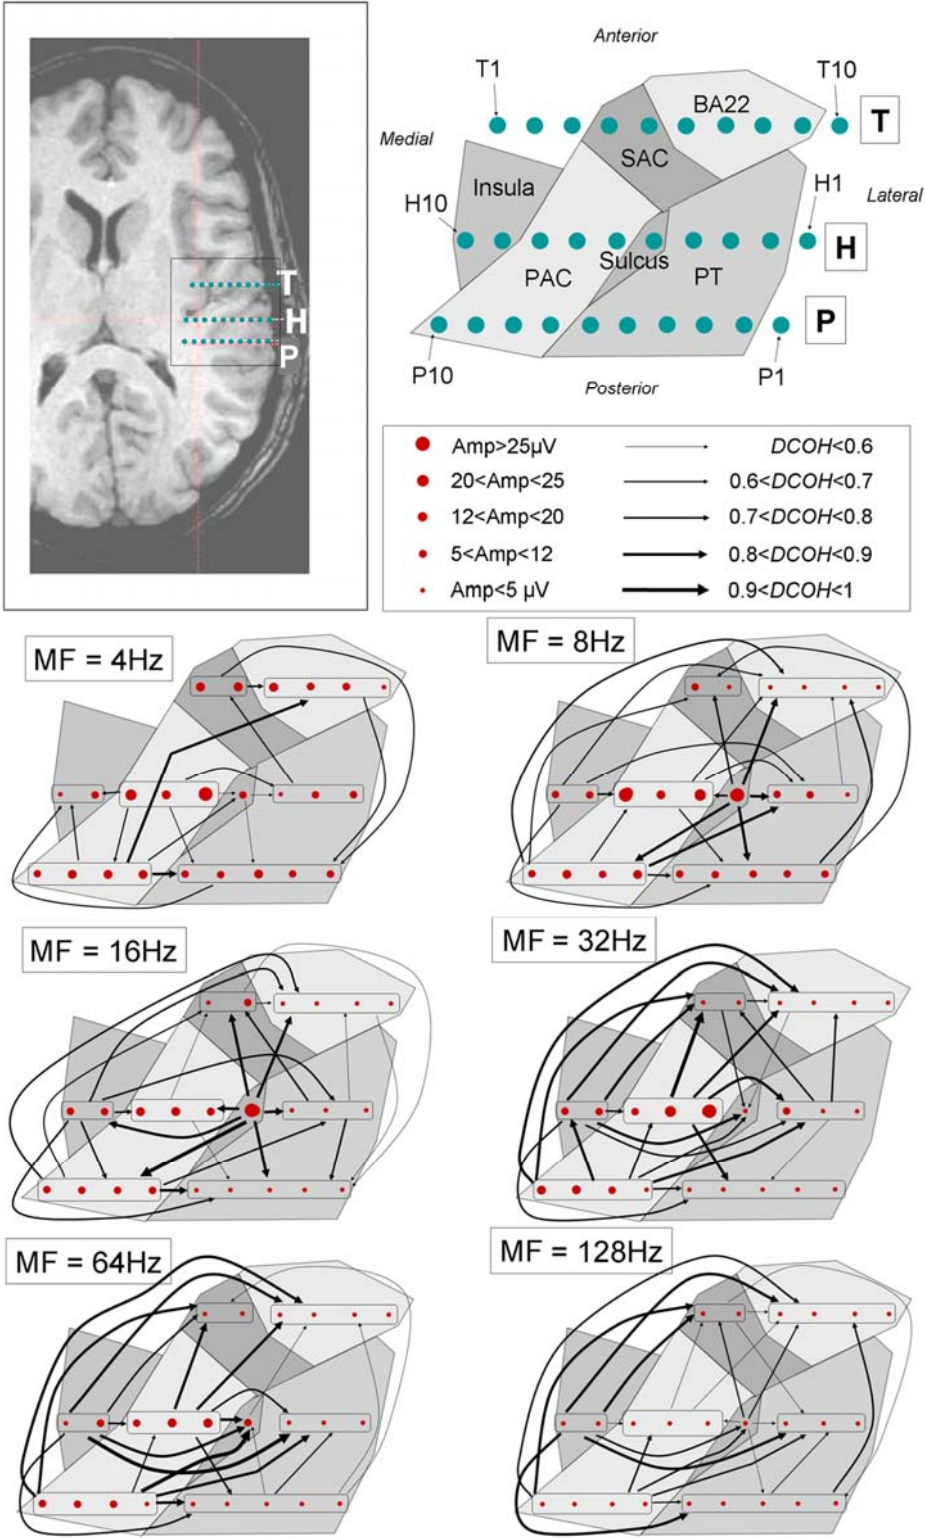 T
H
P
Anterior
T1
T10
BA22
T
Medial
SAC
Insula
H1
Lateral
H10
H
Sulcus
PAC
PT
P
P10
Posterior
P1
Amp>25µV
DCOH<0.6
20<Amp<25
0.6<DCOH<0.7
12<Amp<20
0.7<DCOH<0.8
5<Amp<12
0.8<DCOH<0.9
Amp<5 µV
0.9<DCOH<1
MF = 4Hz
MF = 8Hz
MF = 16Hz
MF = 32Hz
MF = 64Hz
MF = 128Hz